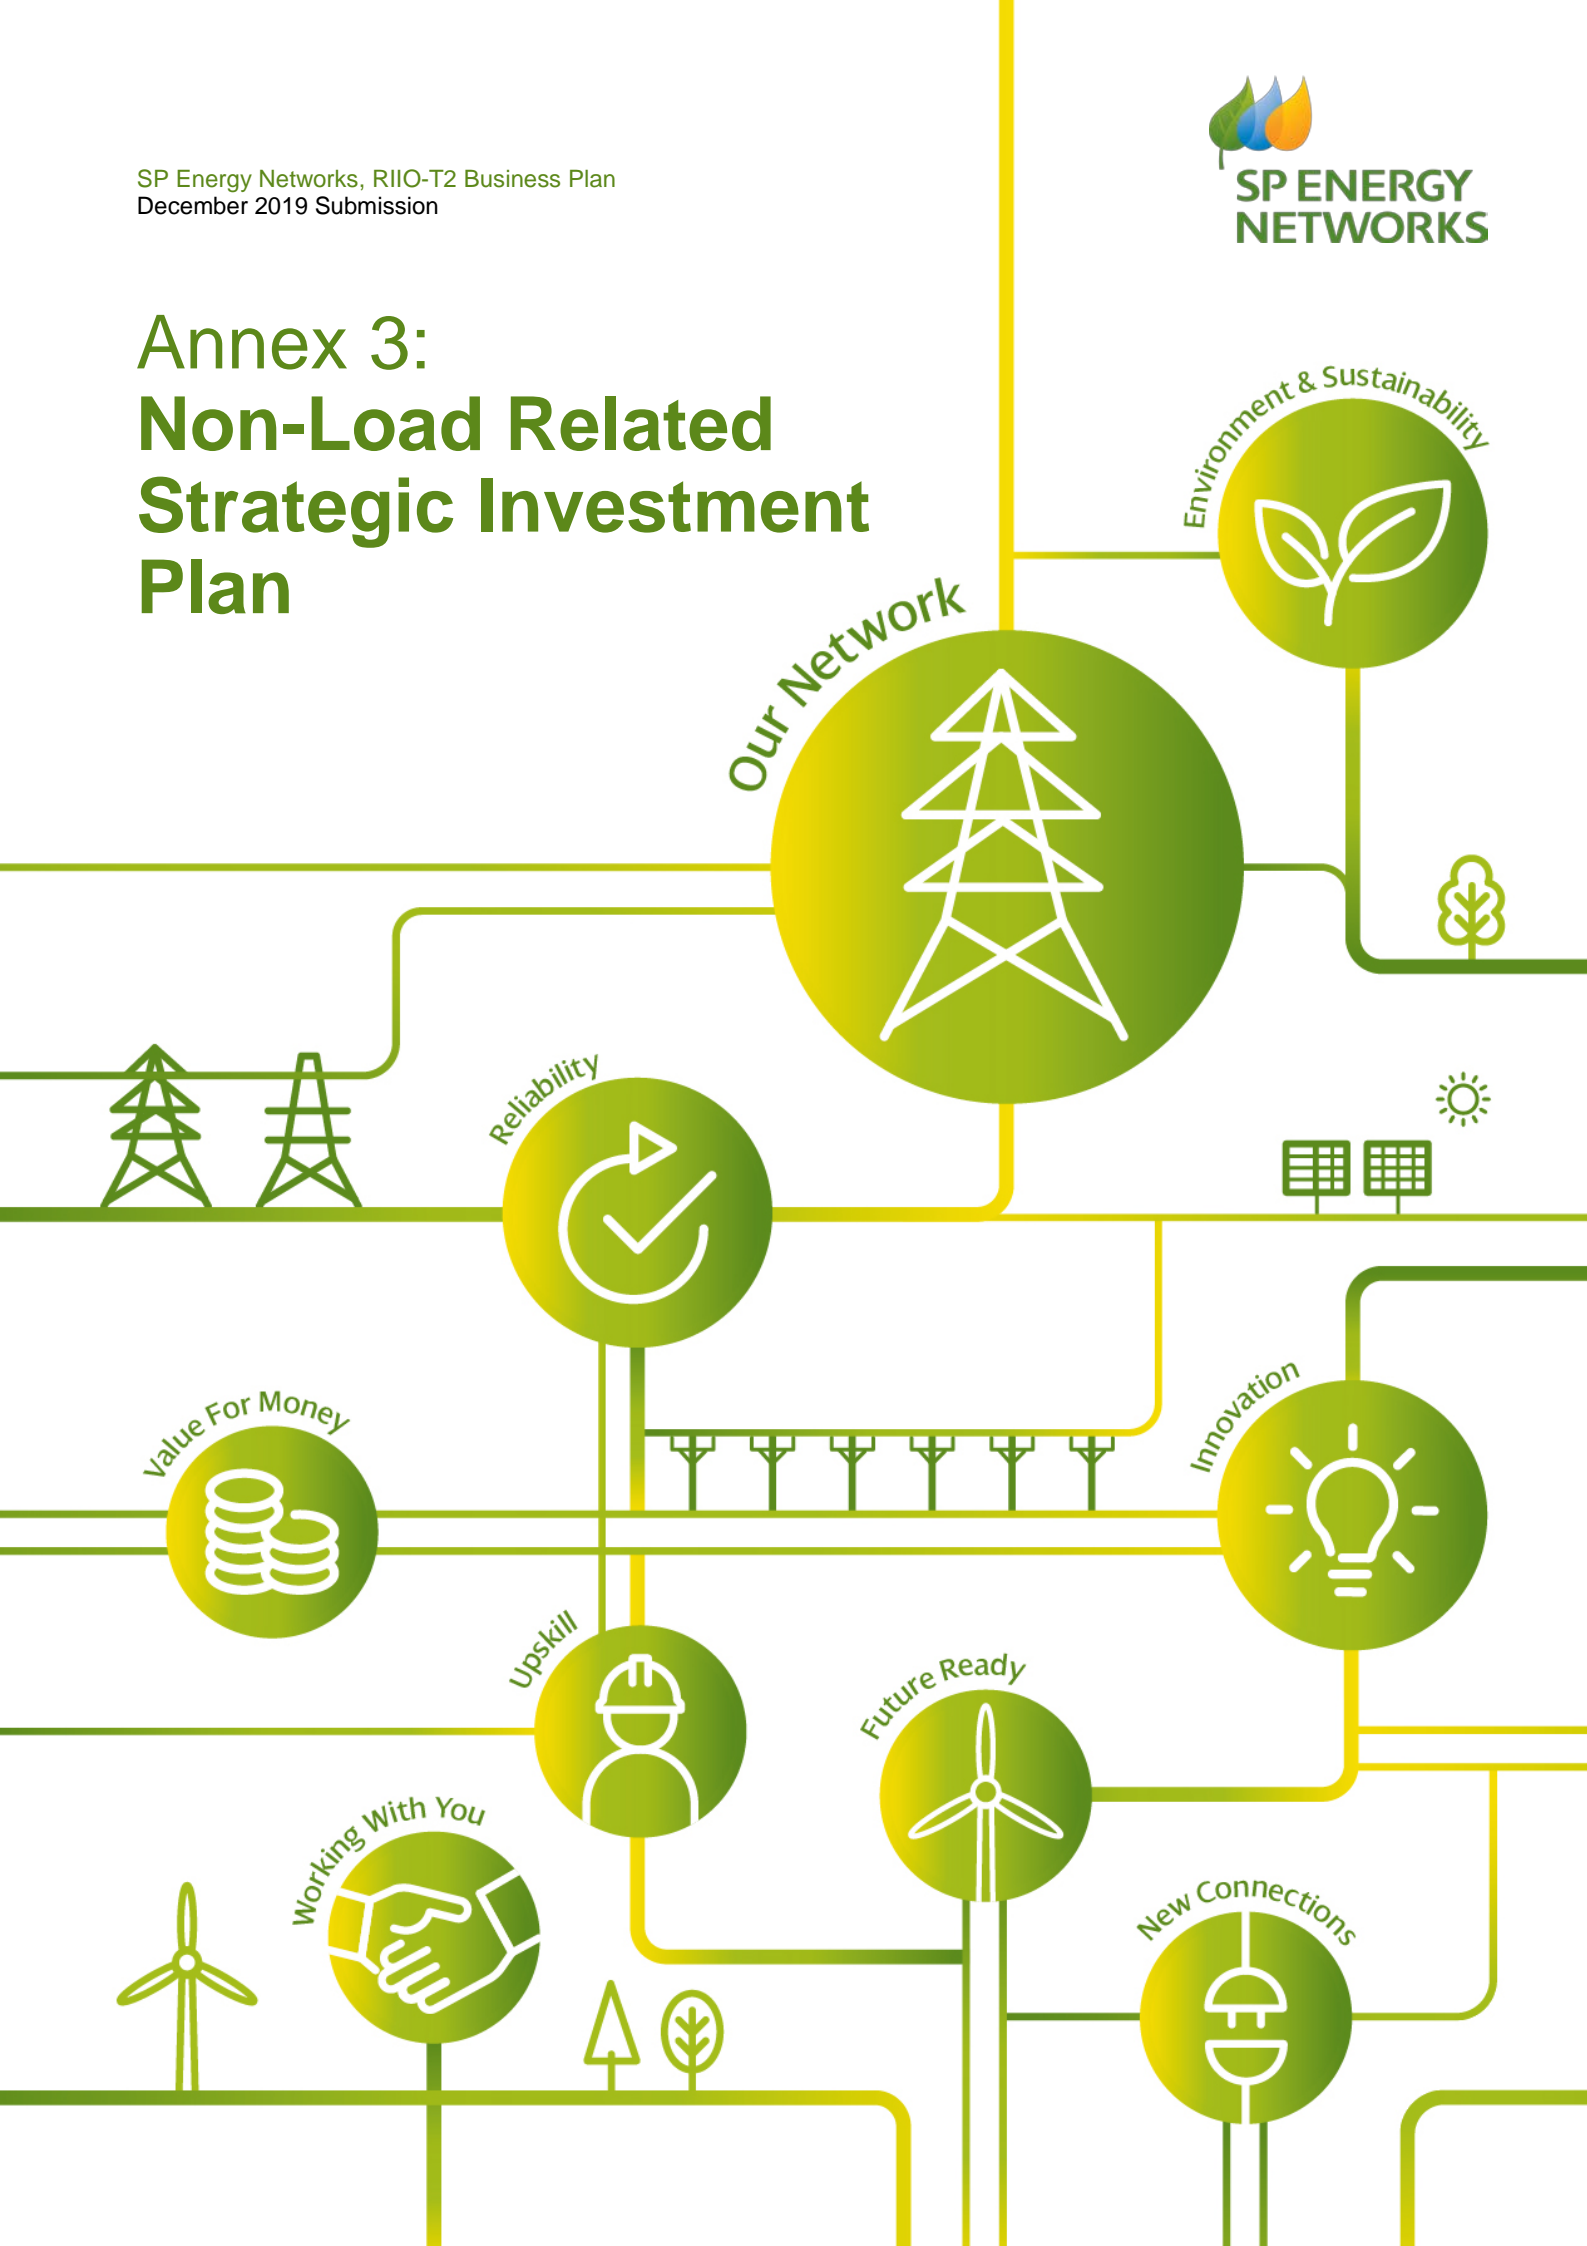 SP Energy Networks, RIIO-T2 Business Plan
December 2019 Submission
SP ENERGY
NETWORKS
Annex 3:
Non-Load Related
Strategic Investment
Plan
Environment & Sustainability
Our Network
Reliability
Value For Money
Innovation
Upskill
Future Ready
Working With You
New Connections